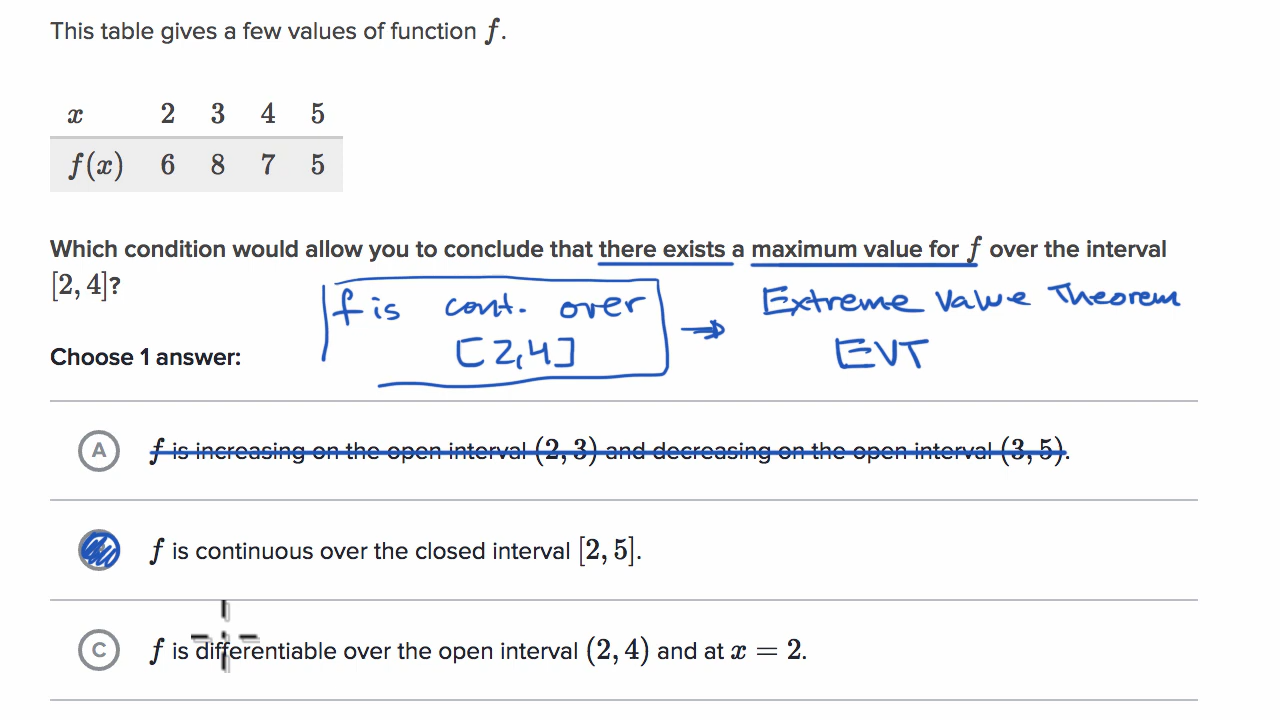 This table gives a few values of function f.
x 2 3 4 5
f(x) 6 8 7 5
Which condition would allow you to conclude that there exists a maximum value for f over the interval
[2, 4]?
f is cont. over
[2,4]
Extreme Value Theorem
EVT
Choose 1 answer:
A f is increasing on the open interval (2, 3) and decreasing on the open interval (3, 5).
f is continuous over the closed interval [2, 5].
C f is differentiable over the open interval (2, 4) and at x = 2.